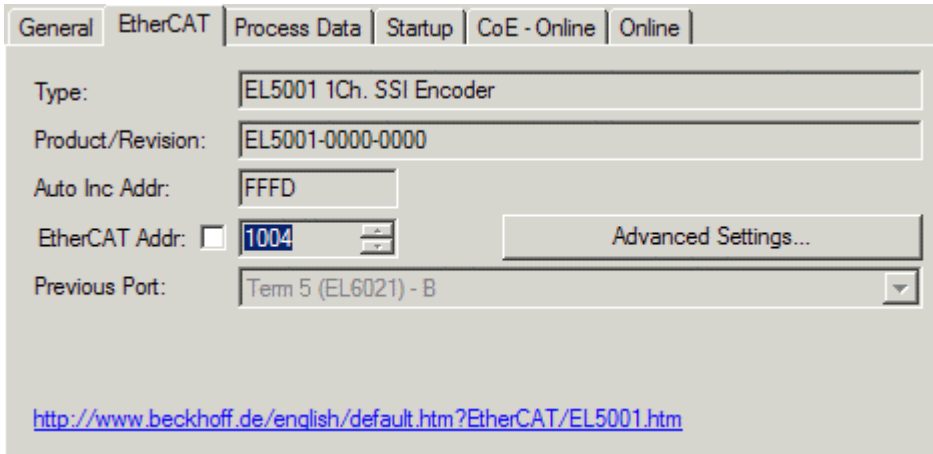 General EtherCAT Process Data Startup CoE - Online Online
Type: EL5001 1Ch. SSI Encoder
Product/Revision: EL5001-0000-0000
Auto Inc Addr: FFFD
EtherCAT Addr: 1004 Advanced Settings...
Previous Port: Term 5 (EL6021) - B
http://www.beckhoff.de/english/default.htm?EtherCAT/EL5001.htm